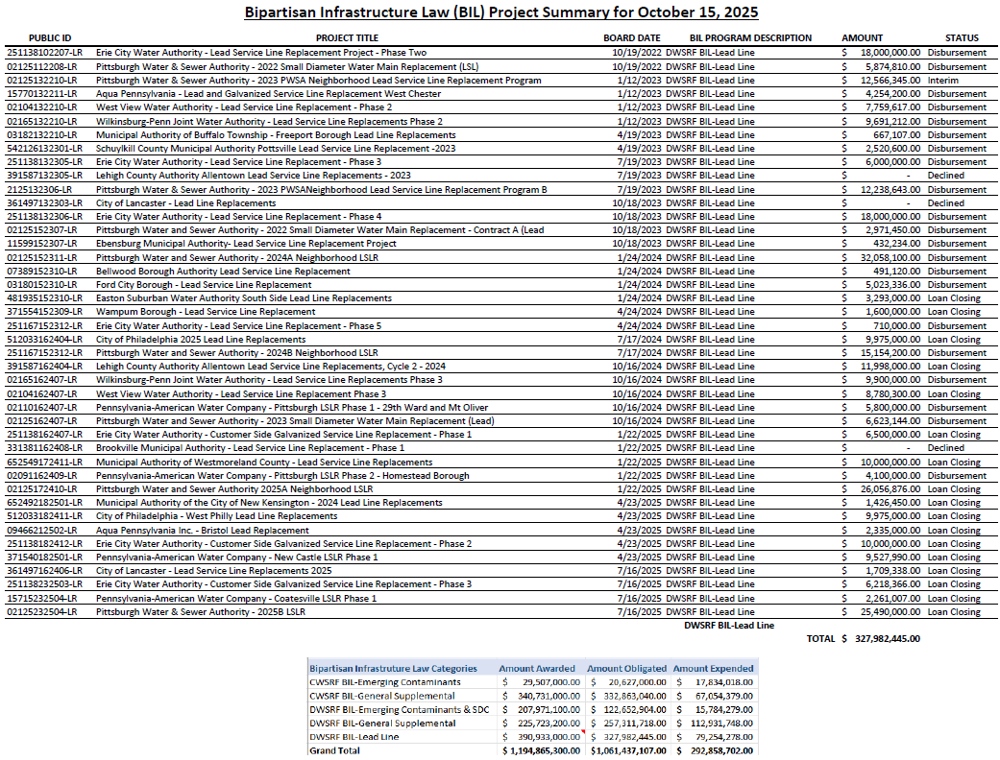 Bipartisan Infrastructure Law (BIL) Project Summary for October 15, 2025
PUBLIC ID PROJECT TITLE BOARD DATE BIL PROGRAM DESCRIPTION AMOUNT STATUS
251138102207-LR Erie City Water Authority - Lead Service Line Replacement Project - Phase Two 10/19/2022 DWSRF BIL-Lead Line $ 18,000,000.00 Disbursement
02125112208-LR Pittsburgh Water & Sewer Authority - 2022 Small Diameter Water Main Replacement (LSL) 10/19/2022 DWSRF BIL-Lead Line $ 5,874,810.00 Disbursement
02125132210-LR Pittsburgh Water & Sewer Authority - 2023 PWSA Neighborhood Lead Service Line Replacement Program 1/12/2023 DWSRF BIL-Lead Line $ 12,566,345.00 Interim
15770132211-LR Aqua Pennsylvania - Lead and Galvanized Service Line Replacement West Chester 1/12/2023 DWSRF BIL-Lead Line $ 4,254,200.00 Disbursement
02104132210-LR West View Water Authority - Lead Service Line Replacement - Phase 2 1/12/2023 DWSRF BIL-Lead Line $ 7,759,617.00 Disbursement
02165132210-LR Wilkinsburg-Penn Joint Water Authority - Lead Service Line Replacements Phase 2 1/12/2023 DWSRF BIL-Lead Line $ 9,691,212.00 Disbursement
03182132210-LR Municipal Authority of Buffalo Township - Freeport Borough Lead Line Replacements 4/19/2023 DWSRF BIL-Lead Line $ 667,107.00 Disbursement
542126132301-LR Schuylkill County Municipal Authority Pottsville Lead Service Line Replacement -2023 4/19/2023 DWSRF BIL-Lead Line $ 2,520,600.00 Disbursement
251138132305-LR Erie City Water Authority - Lead Service Line Replacement - Phase 3 7/19/2023 DWSRF BIL-Lead Line $ 6,000,000.00 Disbursement
391587132305-LR Lehigh County Authority Allentown Lead Service Line Replacements - 2023 7/19/2023 DWSRF BIL-Lead Line $ - Declined
2125132306-LR Pittsburgh Water & Sewer Authority - 2023 PWSANeighborhood Lead Service Line Replacement Program B 7/19/2023 DWSRF BIL-Lead Line $ 12,238,643.00 Disbursement
361497132303-LR City of Lancaster - Lead Line Replacements 10/18/2023 DWSRF BIL-Lead Line $ - Declined
251138132306-LR Erie City Water Authority - Lead Service Line Replacement - Phase 4 10/18/2023 DWSRF BIL-Lead Line $ 18,000,000.00 Disbursement
02125152307-LR Pittsburgh Water and Sewer Authority - 2022 Small Diameter Water Main Replacement - Contract A (Lead 10/18/2023 DWSRF BIL-Lead Line $ 2,971,450.00 Disbursement
11599152307-LR Ebensburg Municipal Authority- Lead Service Line Replacement Project 10/18/2023 DWSRF BIL-Lead Line $ 432,234.00 Disbursement
02125152311-LR Pittsburgh Water and Sewer Authority - 2024A Neighborhood LSLR 1/24/2024 DWSRF BIL-Lead Line $ 32,058,100.00 Disbursement
07389152310-LR Bellwood Borough Authority Lead Service Line Replacement 1/24/2024 DWSRF BIL-Lead Line $ 491,120.00 Disbursement
03180152310-LR Ford City Borough - Lead Service Line Replacement 1/24/2024 DWSRF BIL-Lead Line $ 5,023,336.00 Disbursement
481935152310-LR Easton Suburban Water Authority South Side Lead Line Replacements 1/24/2024 DWSRF BIL-Lead Line $ 3,293,000.00 Loan Closing
371554152309-LR Wampum Borough - Lead Service Line Replacement 4/24/2024 DWSRF BIL-Lead Line $ 1,600,000.00 Loan Closing
251167152312-LR Erie City Water Authority - Lead Service Line Replacement - Phase 5 4/24/2024 DWSRF BIL-Lead Line $ 710,000.00 Disbursement
512033162404-LR City of Philadelphia 2025 Lead Line Replacements 7/17/2024 DWSRF BIL-Lead Line $ 9,975,000.00 Loan Closing
251167152312-LR Pittsburgh Water and Sewer Authority - 2024B Neighborhood LSLR 7/17/2024 DWSRF BIL-Lead Line $ 15,154,200.00 Disbursement
391587162404-LR Lehigh County Authority Allentown Lead Service Line Replacements, Cycle 2 - 2024 10/16/2024 DWSRF BIL-Lead Line $ 11,998,000.00 Loan Closing
02165162407-LR Wilkinsburg-Penn Joint Water Authority - Lead Service Line Replacements Phase 3 10/16/2024 DWSRF BIL-Lead Line $ 9,900,000.00 Disbursement
02104162407-LR West View Water Authority - Lead Service Line Replacement Phase 3 10/16/2024 DWSRF BIL-Lead Line $ 8,780,300.00 Loan Closing
02110162407-LR Pennsylvania-American Water Company - Pittsburgh LSLR Phase 1 - 29th Ward and Mt Oliver 10/16/2024 DWSRF BIL-Lead Line $ 5,800,000.00 Disbursement
02125162407-LR Pittsburgh Water and Sewer Authority - 2023 Small Diameter Water Main Replacement (Lead) 10/16/2024 DWSRF BIL-Lead Line $ 6,623,144.00 Disbursement
251138162407-LR Erie City Water Authority - Customer Side Galvanized Service Line Replacement - Phase 1 1/22/2025 DWSRF BIL-Lead Line $ 6,500,000.00 Loan Closing
331381162408-LR Brookville Municipal Authority - Lead Service Line Replacement - Phase 1 1/22/2025 DWSRF BIL-Lead Line $ - Declined
652549172411-LR Municipal Authority of Westmoreland County - Lead Service Line Replacements 1/22/2025 DWSRF BIL-Lead Line $ 10,000,000.00 Loan Closing
02091162409-LR Pennsylvania-American Water Company - Pittsburgh LSLR Phase 2 - Homestead Borough 1/22/2025 DWSRF BIL-Lead Line $ 4,100,000.00 Disbursement
02125172410-LR Pittsburgh Water and Sewer Authority 2025A Neighborhood LSLR 1/22/2025 DWSRF BIL-Lead Line $ 26,056,876.00 Loan Closing
652492182501-LR Municipal Authority of the City of New Kensington - 2024 Lead Line Replacements 4/23/2025 DWSRF BIL-Lead Line $ 1,426,450.00 Loan Closing
512033182411-LR City of Philadelphia - West Philly Lead Line Replacements 4/23/2025 DWSRF BIL-Lead Line $ 9,975,000.00 Loan Closing
09466212502-LR Aqua Pennsylvania Inc. - Bristol Lead Replacement 4/23/2025 DWSRF BIL-Lead Line $ 2,335,000.00 Loan Closing
251138182412-LR Erie City Water Authority - Customer Side Galvanized Service Line Replacement - Phase 2 4/23/2025 DWSRF BIL-Lead Line $ 10,000,000.00 Loan Closing
371540182501-LR Pennsylvania-American Water Company - New Castle LSLR Phase 1 4/23/2025 DWSRF BIL-Lead Line $ 9,527,990.00 Loan Closing
361497162406-LR City of Lancaster - Lead Service Line Replacements 2025 7/16/2025 DWSRF BIL-Lead Line $ 1,709,338.00 Loan Closing
251138232503-LR Erie City Water Authority - Customer Side Galvanized Service Line Replacement - Phase 3 7/16/2025 DWSRF BIL-Lead Line $ 6,218,366.00 Loan Closing
15715232504-LR Pennsylvania-American Water Company - Coatesville LSLR Phase 1 7/16/2025 DWSRF BIL-Lead Line $ 2,261,007.00 Loan Closing
02125232504-LR Pittsburgh Water & Sewer Authority - 2025B LSLR 7/16/2025 DWSRF BIL-Lead Line $ 25,490,000.00 Loan Closing
DWSRF BIL-Lead Line
TOTAL $ 327,982,445.00
Bipartisan Infrastruture Law Categories Amount Awarded Amount Obligated Amount Expended
CWSRF BIL-Emerging Contaminants $ 29,507,000.00 $ 20,627,000.00 $ 17,834,018.00
CWSRF BIL-General Supplemental $ 340,731,000.00 $ 332,863,040.00 $ 67,054,379.00
DWSRF BIL-Emerging Contaminants & SDC $ 207,971,100.00 $ 122,652,904.00 $ 15,784,279.00
DWSRF BIL-General Supplemental $ 225,723,200.00 $ 257,311,718.00 $ 112,931,748.00
DWSRF BIL-Lead Line $ 390,933,000.00 $ 327,982,445.00 $ 79,254,278.00
Grand Total $ 1,194,865,300.00 $1,061,437,107.00 $ 292,858,702.00